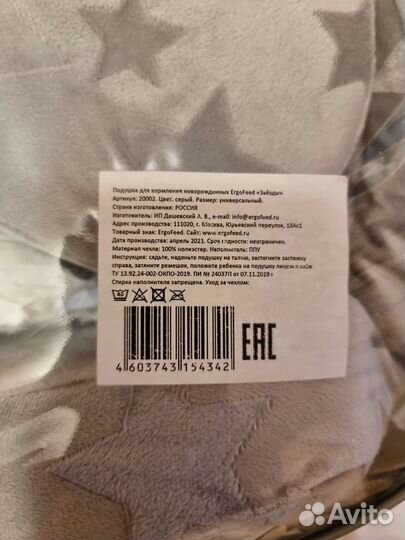 Подушка для кормления новорожденных ErgoFeed «Звёзды»
Артикул: 20002. Цвет: серый. Размер: универсальный.
Страна изготовления: РОССИЯ
Изготовитель: ИП Дашевский Л. В., e-mail: info@ergofeed.ru
Адрес производства: 111020, г. Москва, Юрьевский переулок, 13Ас1
Товарный знак: ErgoFeed. Сайт: www.ergofeed.ru
Дата производства: апрель 2021. Срок годности: неограничен.
Материал чехла: 100% полиэстер. Наполнитель: ППУ
Инструкция: сядьте, наденьте подушку на талию, застегните застежку
справа, затяните ремешок, положите ребенка на подушку лицом к себе
ТУ 13.92.24-002-ОКПО-2019. ПИ № 24037Л от 07.11.2019 г
Стирка наполнителя запрещена. Уход за чехлом:
40
EAC
4 603743 154342
Avito